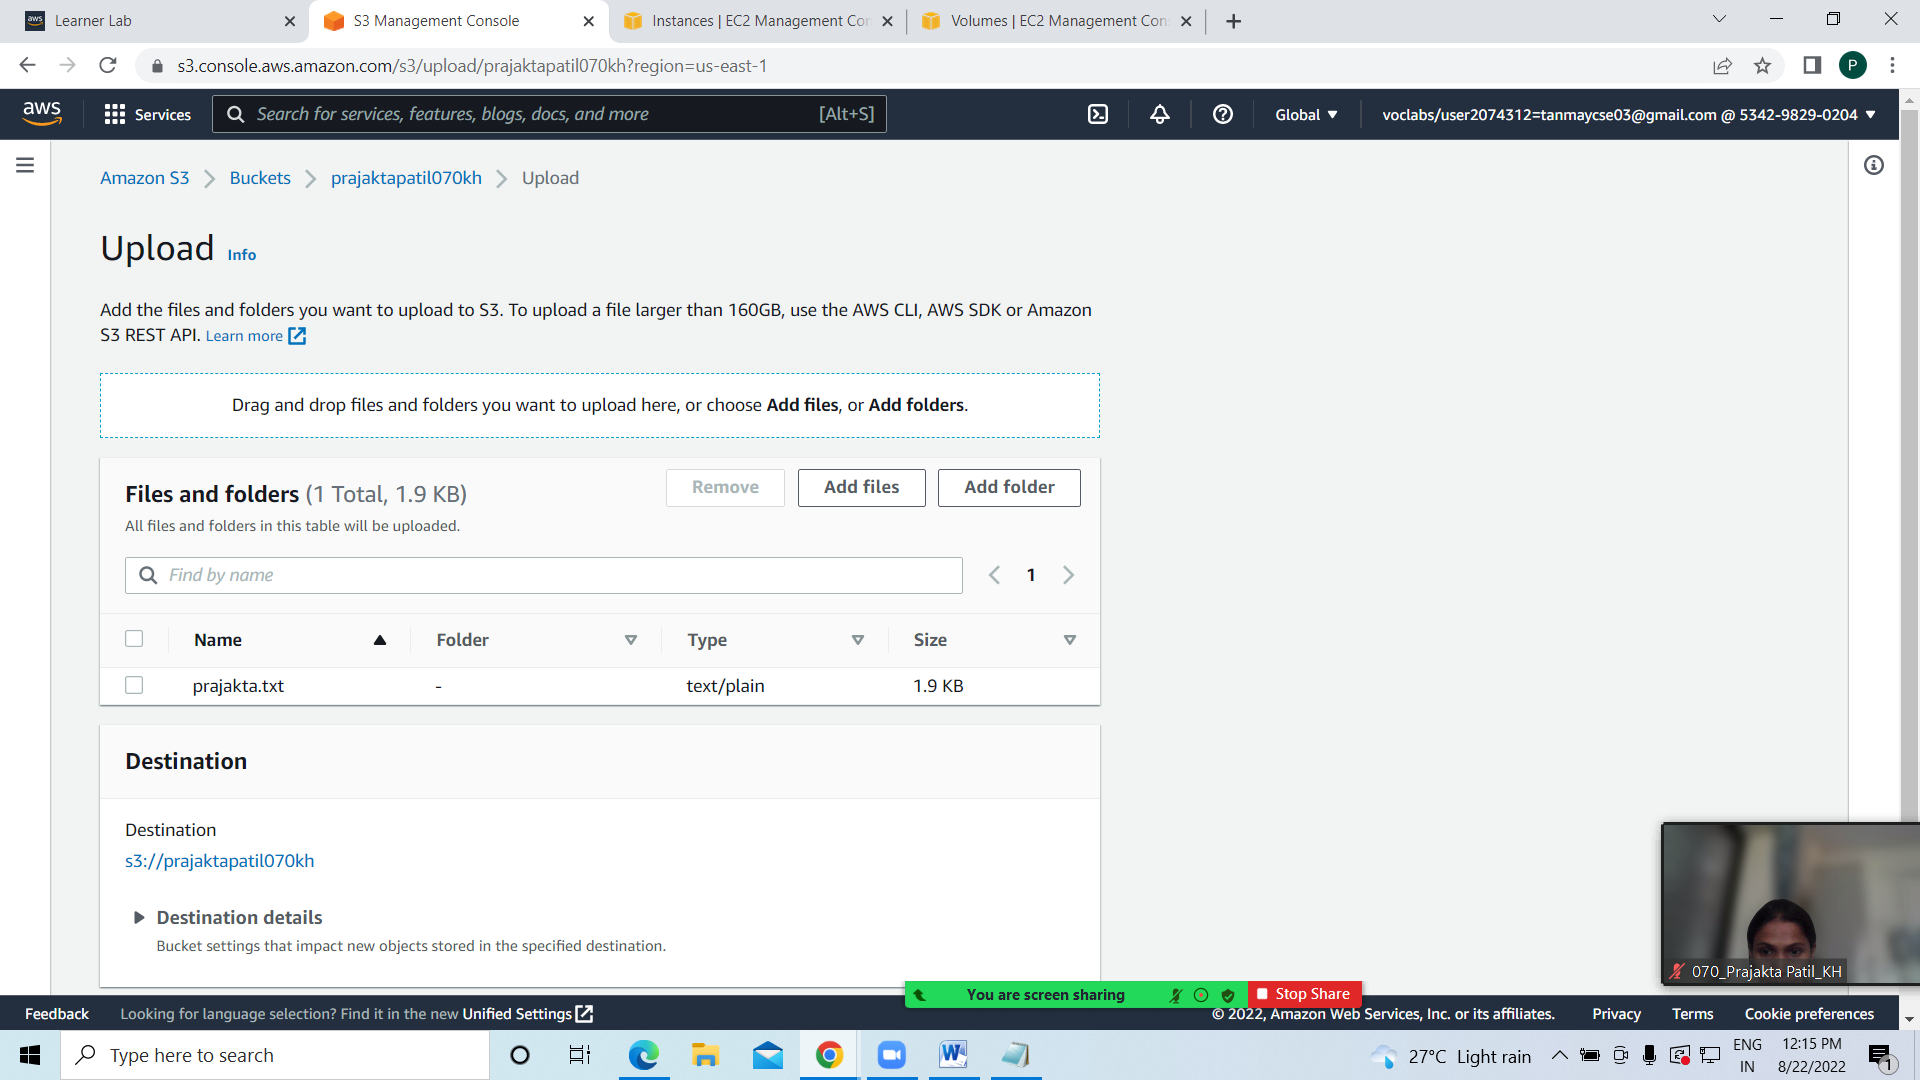 Learner Lab
S3 Management Console
Instances | EC2 Management Con
Volumes | EC2 Management Cons
s3.console.aws.amazon.com/s3/upload/prajaktapatil070kh?region=us-east-1
P
aws
Services
Search for services, features, blogs, docs, and more
[Alt+S]
Global
voclabs/user2074312=tanmaycse03@gmail.com @ 5342-9829-0204
Amazon S3
Buckets
prajaktapatil070kh
Upload
Upload
Info
Add the files and folders you want to upload to S3. To upload a file larger than 160GB, use the AWS CLI, AWS SDK or Amazon
S3 REST API. Learn more
Drag and drop files and folders you want to upload here, or choose Add files, or Add folders.
Files and folders (1 Total, 1.9 KB)
Remove
Add files
Add folder
All files and folders in this table will be uploaded.
Find by name
1
Name
Folder
Type
Size
prajakta.txt
-
text/plain
1.9 KB
Destination
Destination
s3://prajaktapatil070kh
Destination details
Bucket settings that impact new objects stored in the specified destination.
070_Prajakta Patil_KH
You are screen sharing
Stop Share
Feedback
Looking for language selection? Find it in the new Unified Settings
© 2022, Amazon Web Services, Inc. or its affiliates.
Privacy
Terms
Cookie preferences
Type here to search
27°C Light rain
ENG
IN
12:15 PM
8/22/2022
1